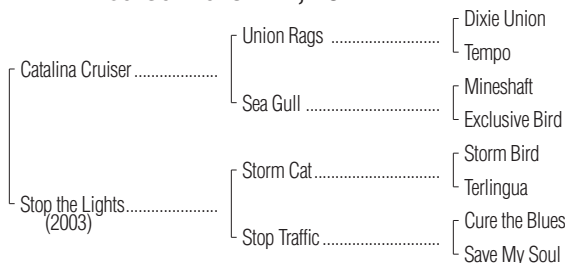 Dixie Union
Union Rags
Tempo
Catalina Cruiser
Mineshaft
Sea Gull
Exclusive Bird
Storm Bird
Storm Cat
Terlingua
Stop the Lights
(2003)
Cure the Blues
Stop Traffic
Save My Soul